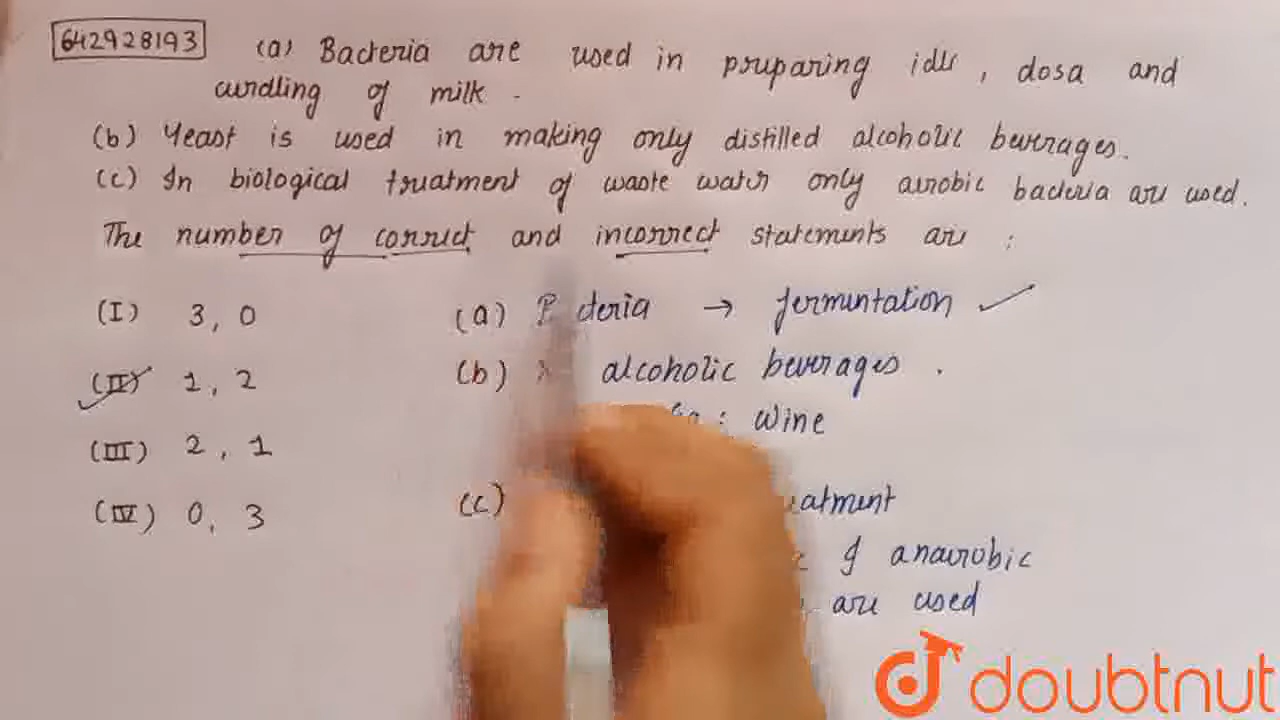 642928193
(a) Bacteria are used in preparing idli, dosa and
curdling of milk.
(b) Yeast is used in making only distilled alcoholic beverages.
(c) In biological treatment of waste water only aerobic bacteria are used.
The number of correct and incorrect statements are :
(I) 3, 0
(II) 1, 2
(III) 2, 1
(IV) 0, 3
(a) → fermentation ✓
(b) alcoholic beverages.
: Wine
(c)
& anaerobic
are used
doubtnut